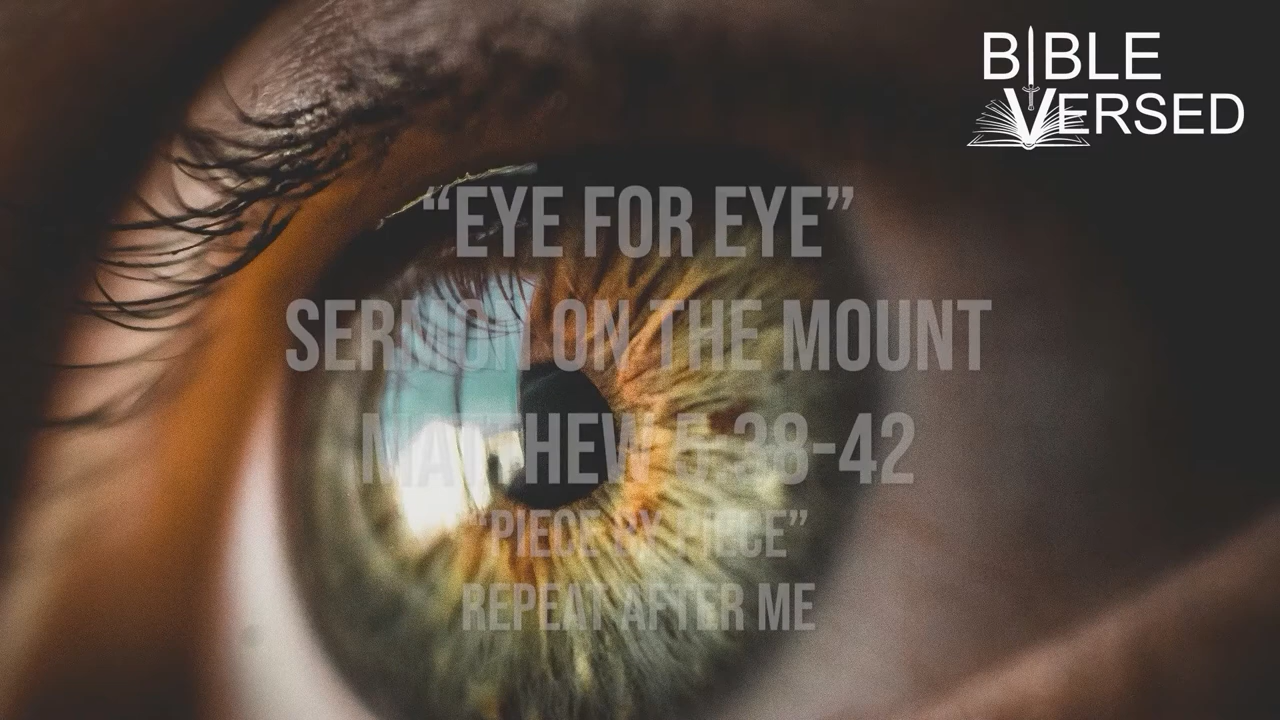 BIBLE
VERSED
“EYE FOR EYE”
SERMON ON THE MOUNT
MATTHEW 5:38-42
“PIECE BY PIECE”
REPEAT AFTER ME